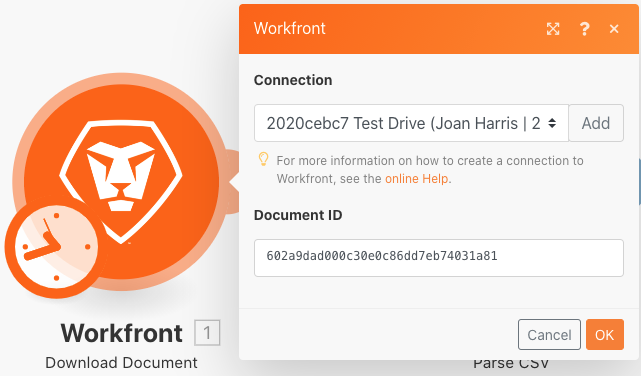 Workfront
?
Connection
2020cebc7 Test Drive (Joan Harris | 2
Add
For more information on how to create a connection to
Workfront, see the online Help.
Document ID
602a9dad000c30e0c86dd7eb74031a81
Cancel
OK
Workfront 1
Download Document
Parse CSV